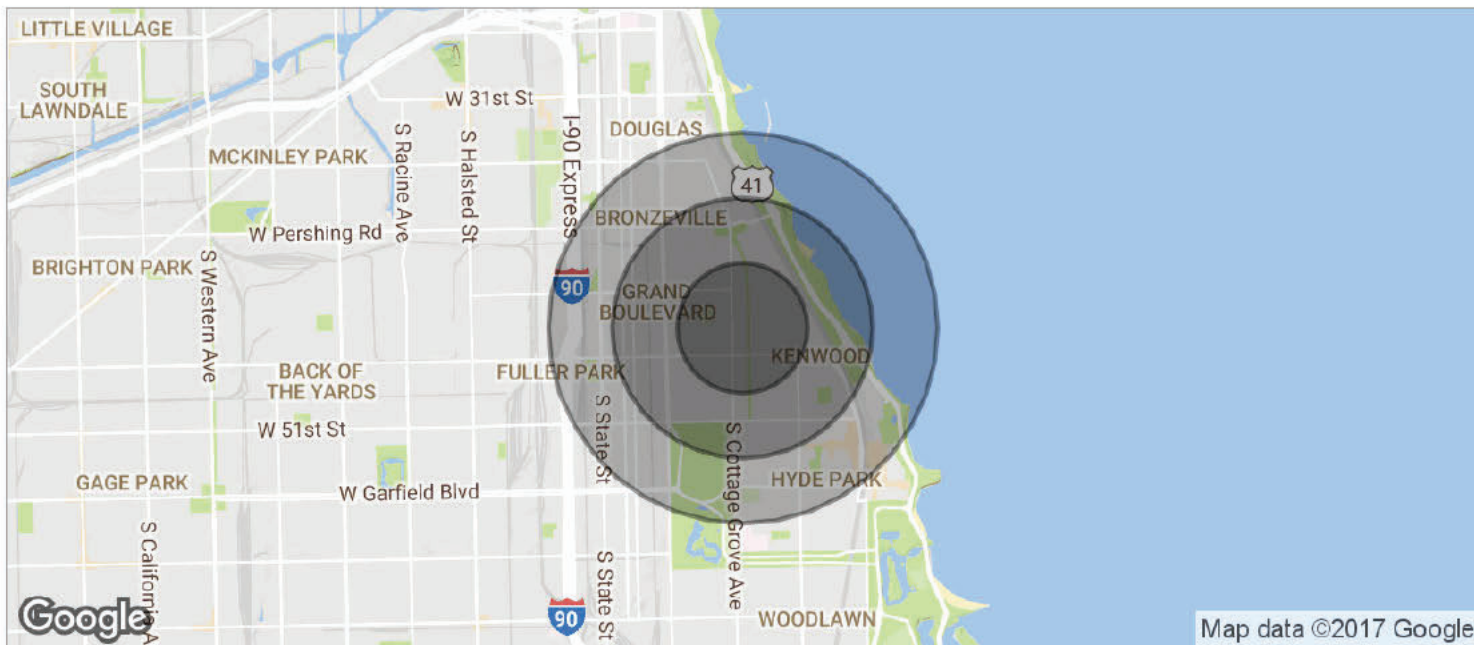 LITTLE VILLAGE
SOUTH
LAWNDALE
W 31st St
DOUGLAS
MCKINLEY PARK
S Racine Ave
S Halsted St
I-90 Express
41
BRONZEVILLE
W Pershing Rd
BRIGHTON PARK
S Western Ave
90
GRAND
BOULEVARD
KENWOOD
BACK OF
THE YARDS
FULLER PARK
W 51st St
S State St
S Cottage Grove Ave
GAGE PARK
W Garfield Blvd
HYDE PARK
S California A
S State St
90
WOODLAWN
Google
Map data ©2017 Google